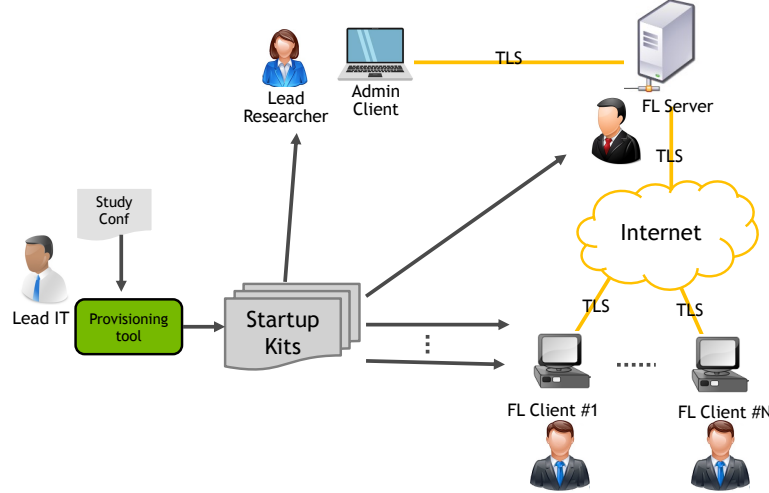 TLS
Lead
Researcher
Admin
Client
FL Server
TLS
Study
Conf
Internet
Lead IT
Provisioning
tool
Startup
Kits
TLS
TLS
FL Client #1
FL Client #N